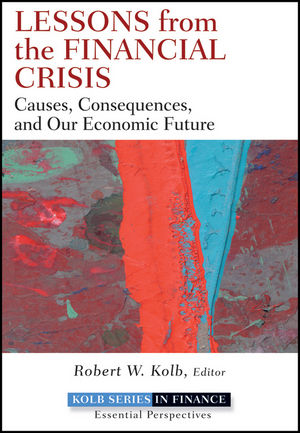 LESSONS from
the FINANCIAL
CRISIS
Causes, Consequences,
and Our Economic Future
Robert W. Kolb, Editor
KOLB SERIES IN FINANCE
Essential Perspectives